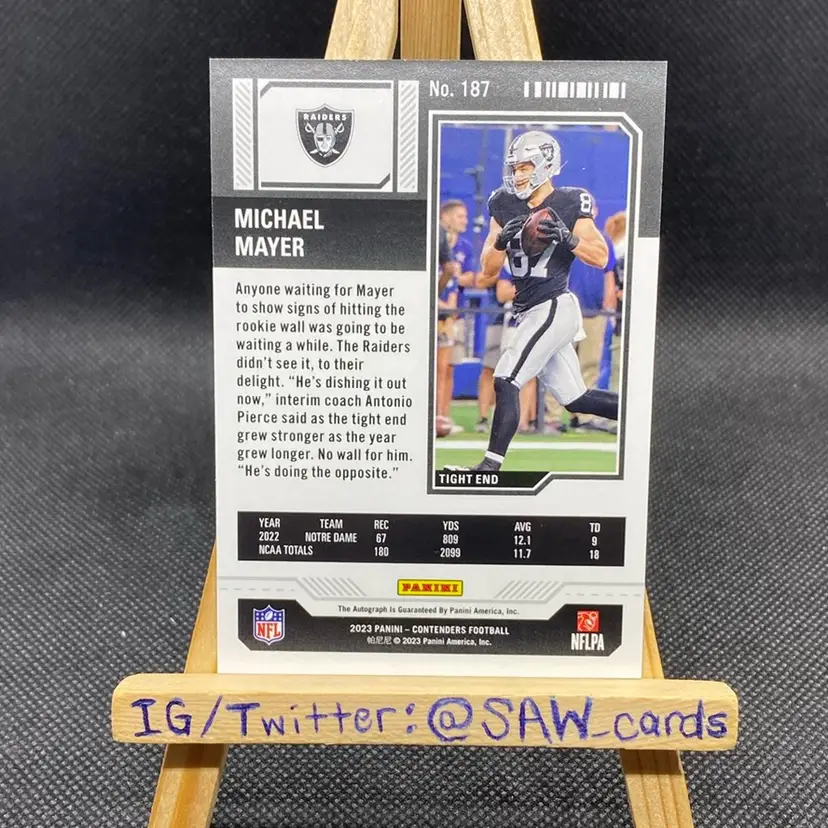 RAIDERS
No. 187
MICHAEL
MAYER
Anyone waiting for Mayer
to show signs of hitting the
rookie wall was going to be
waiting a while. The Raiders
didn't see it, to their
delight. "He's dishing it out
now," interim coach Antonio
Pierce said as the tight end
grew stronger as the year
grew longer. No wall for him.
"He's doing the opposite."
87
TIGHT END
YEAR TEAM REC YDS AVG TD
2022 NOTRE DAME 67 809 12.1 9
NCAA TOTALS 180 2099 11.7 18
PANINI
The Autograph Is Guaranteed By Panini America, Inc.
NFL
2023 PANINI – CONTENDERS FOOTBALL
帕尼尼 © 2023 Panini America, Inc.
NFLPA
IG/Twitter:@SAW_cards